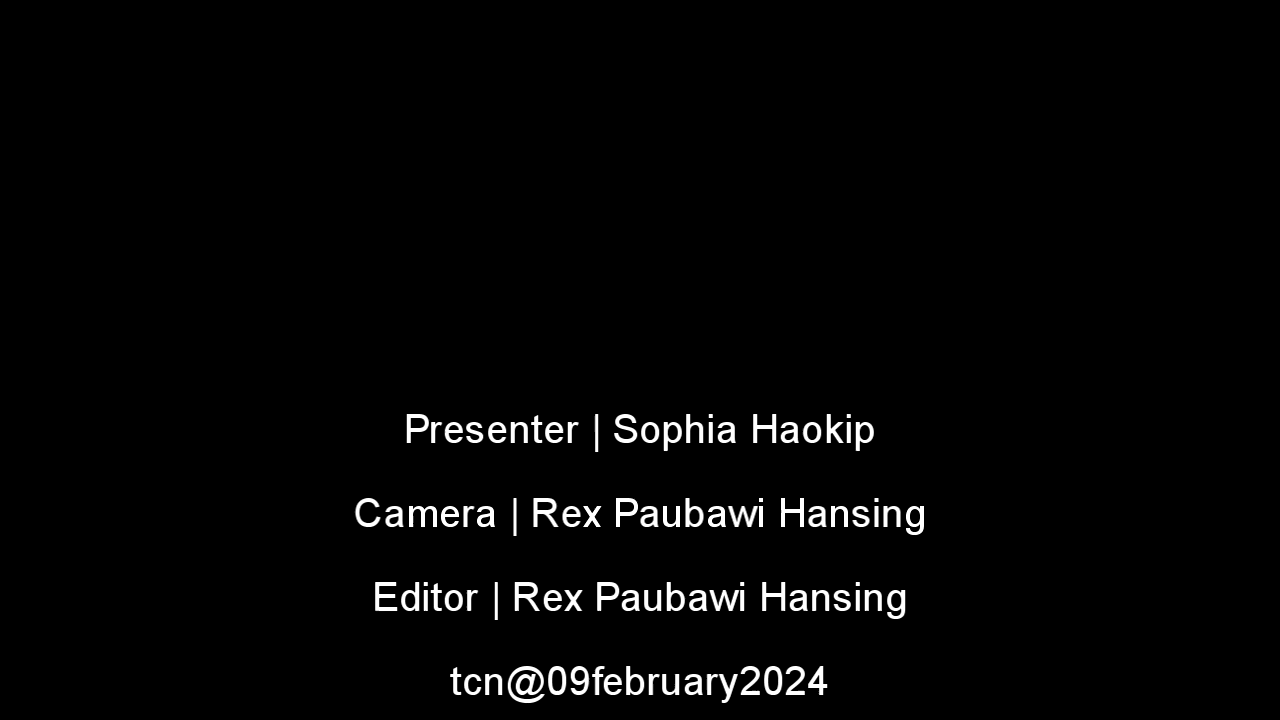 Presenter | Sophia Haokip
Camera | Rex Paubawi Hansing
Editor | Rex Paubawi Hansing
tcn@09february2024